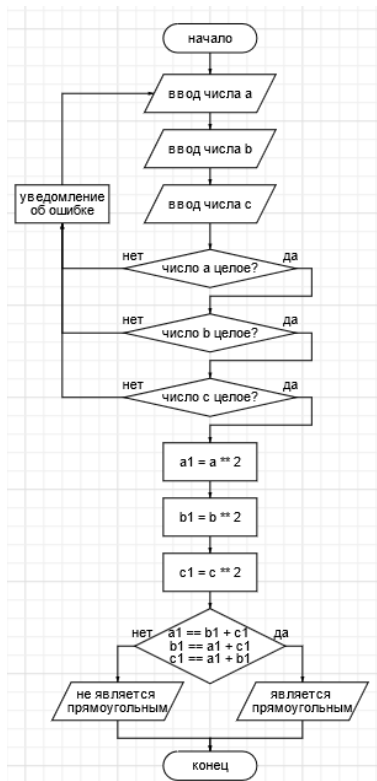 начало
ввод числа a
ввод числа b
ввод числа c
уведомление
об ошибке
нет
да
число a целое?
нет
да
число b целое?
нет
да
число c целое?
a1 = a ** 2
b1 = b ** 2
c1 = c ** 2
нет
да
a1 == b1 + c1
b1 == a1 + c1
c1 == a1 + b1
не является
прямоугольным
является
прямоугольным
конец